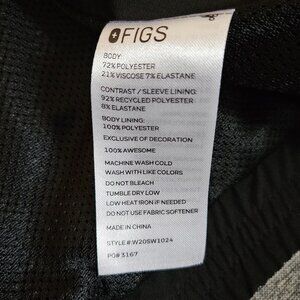 FIGS
BODY:
72% POLYESTER
21% VISCOSE 7% ELASTANE
CONTRAST / SLEEVE LINING:
92% RECYCLED POLYESTER
8% ELASTANE
BODY LINING:
100% POLYESTER
EXCLUSIVE OF DECORATION
100% AWESOME
MACHINE WASH COLD
WASH WITH LIKE COLORS
DO NOT BLEACH
TUMBLE DRY LOW
LOW HEAT IRON IF NEEDED
DO NOT USE FABRIC SOFTENER
MADE IN CHINA
STYLE #:W20SW1024
PO# 3167